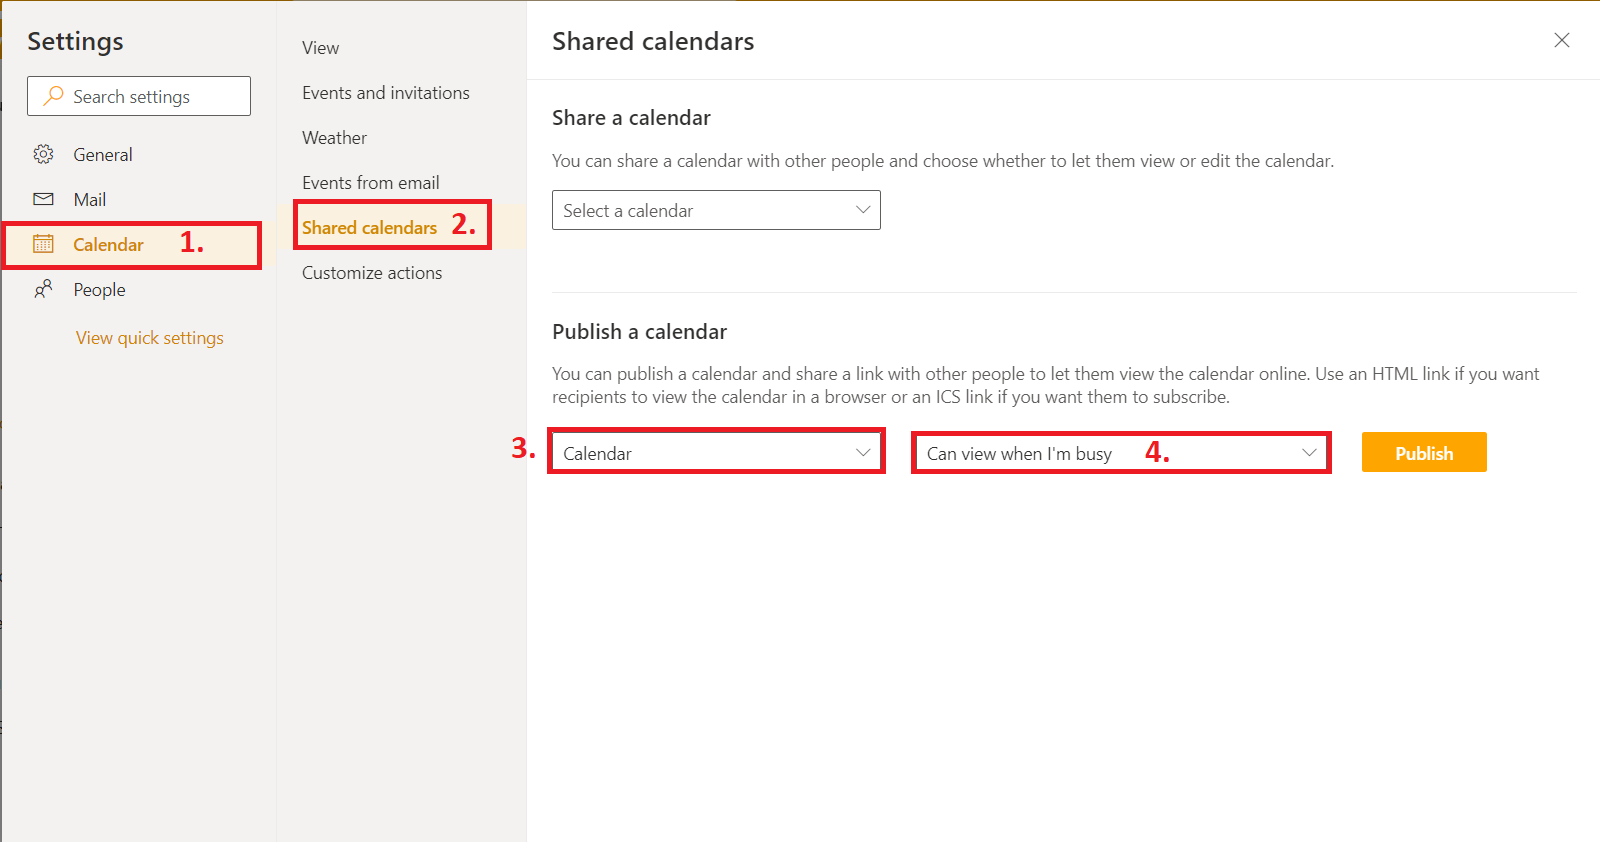 Settings
Search settings
General
Mail
Calendar 1.
People
View quick settings
View
Events and invitations
Weather
Events from email
Shared calendars 2.
Customize actions
Shared calendars
Share a calendar
You can share a calendar with other people and choose whether to let them view or edit the calendar.
Select a calendar
Publish a calendar
You can publish a calendar and share a link with other people to let them view the calendar online. Use an HTML link if you want
recipients to view the calendar in a browser or an ICS link if you want them to subscribe.
3. Calendar
Can view when I'm busy 4.
Publish